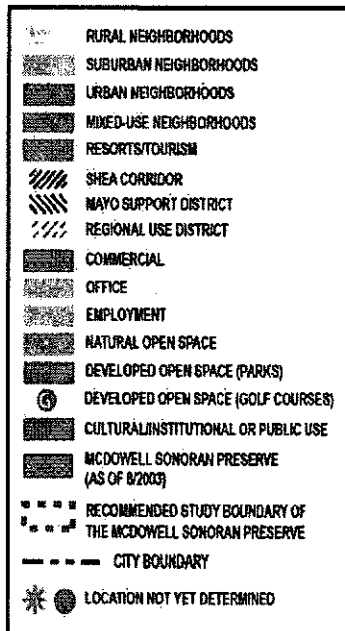 RURAL NEIGHBORHOODS
SUBURBAN NEIGHBORHOODS
URBAN NEIGHBORHOODS
MIXED-USE NEIGHBORHOODS
RESORTS/TOURISM
SHEA CORRIDOR
MAYO SUPPORT DISTRICT
REGIONAL USE DISTRICT
COMMERCIAL
OFFICE
EMPLOYMENT
NATURAL OPEN SPACE
DEVELOPED OPEN SPACE (PARKS)
DEVELOPED OPEN SPACE (GOLF COURSES)
CULTURAL/INSTITUTIONAL OR PUBLIC USE
MCDOWELL SONORAN PRESERVE
(AS OF 8/2003)
RECOMMENDED STUDY BOUNDARY OF
THE MCDOWELL SONORAN PRESERVE
CITY BOUNDARY
LOCATION NOT YET DETERMINED